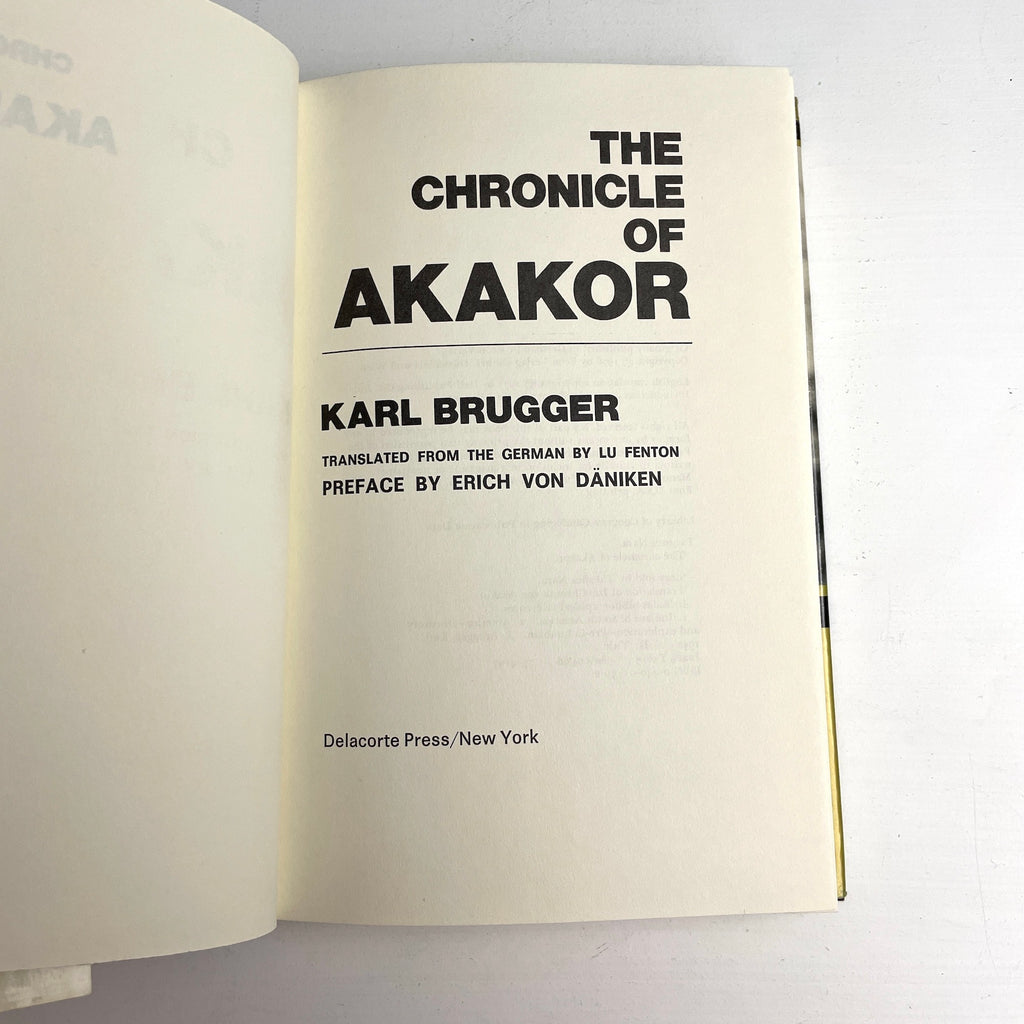 THE
CHRONICLE
OF
AKAKOR
KARL BRUGGER
TRANSLATED FROM THE GERMAN BY LU FENTON
PREFACE BY ERICH VON DÄNIKEN
Delacorte Press/New York